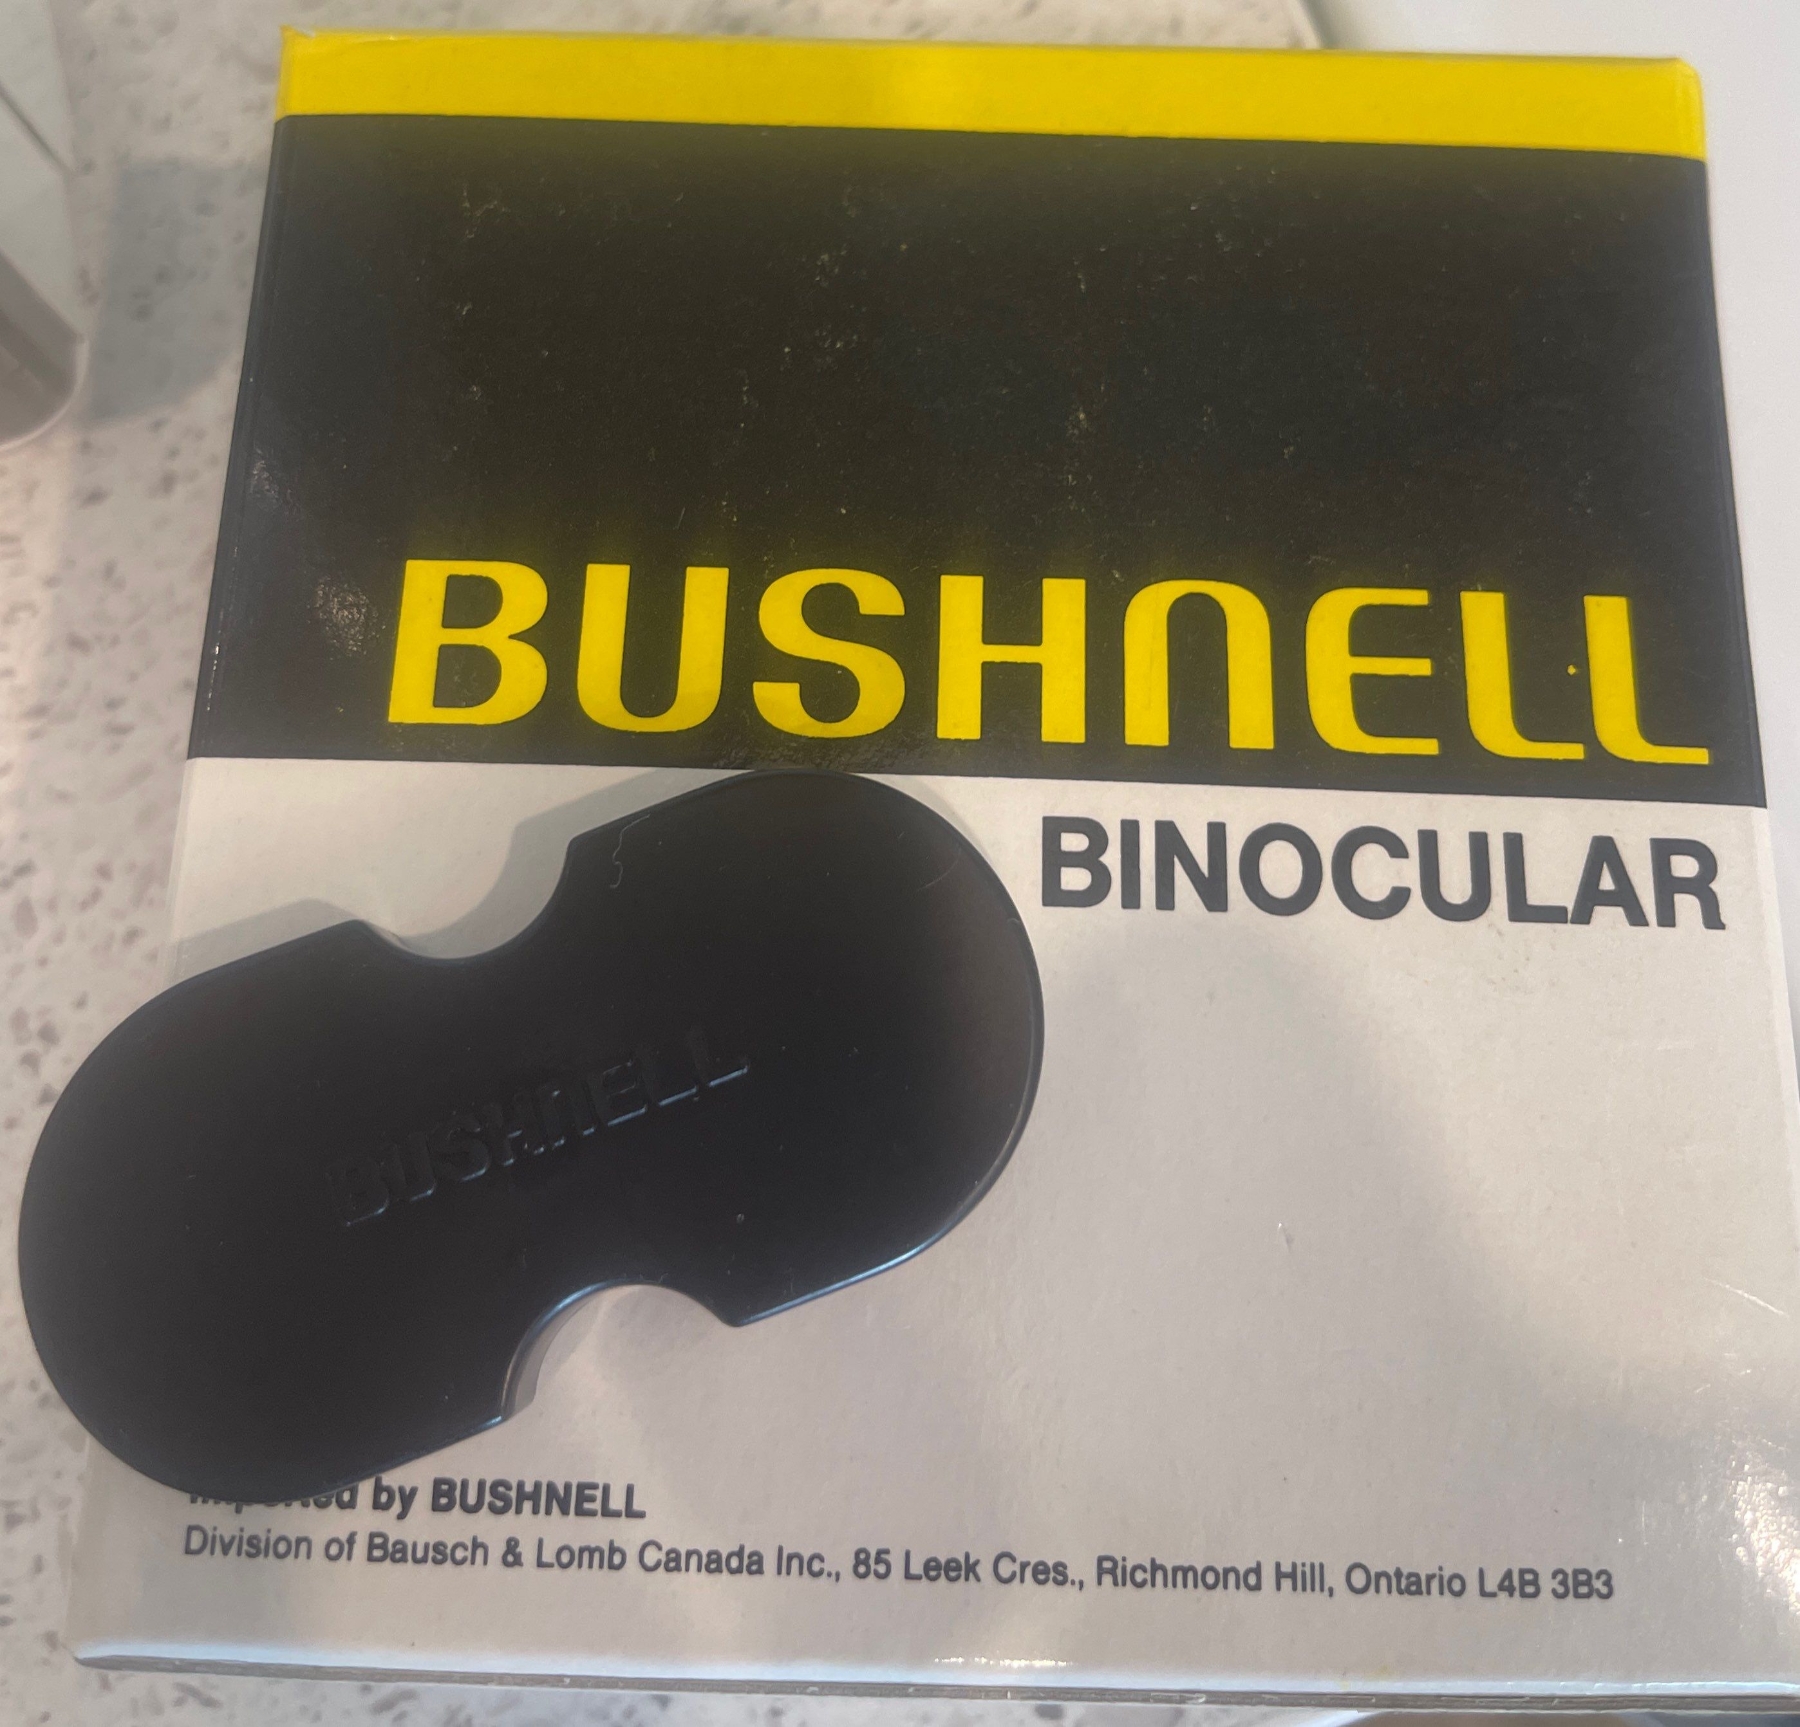 BUSHNELL
BINOCULAR
BUSHNELL
Imported by BUSHNELL
Division of Bausch & Lomb Canada Inc., 85 Leek Cres., Richmond Hill, Ontario L4B 3B3